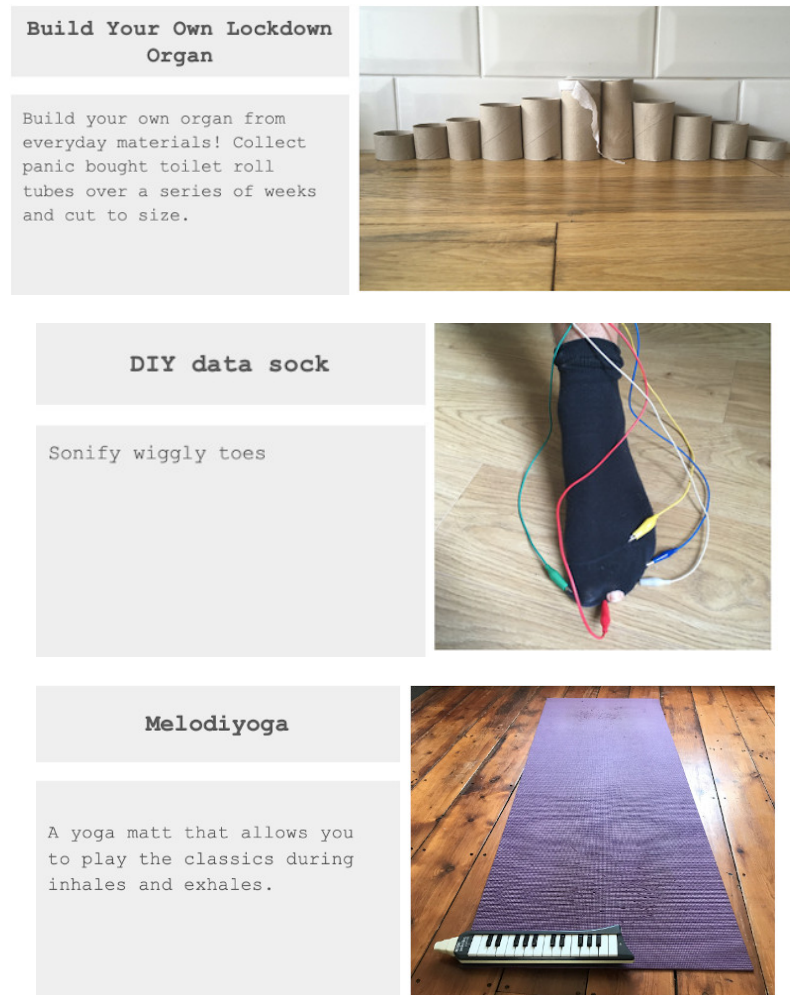 Build Your Own Lockdown
Organ
Build your own organ from
everyday materials! Collect
panic bought toilet roll
tubes over a series of weeks
and cut to size.
DIY data sock
Sonify wiggly toes
Melodiyoga
A yoga matt that allows you
to play the classics during
inhales and exhales.